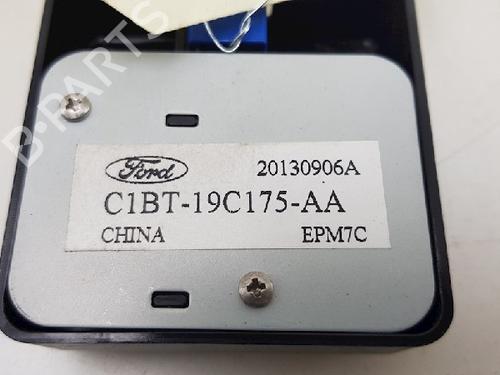 B-PARTS
Ford 20130906A
C1BT-19C175-AA
CHINA EPM7C